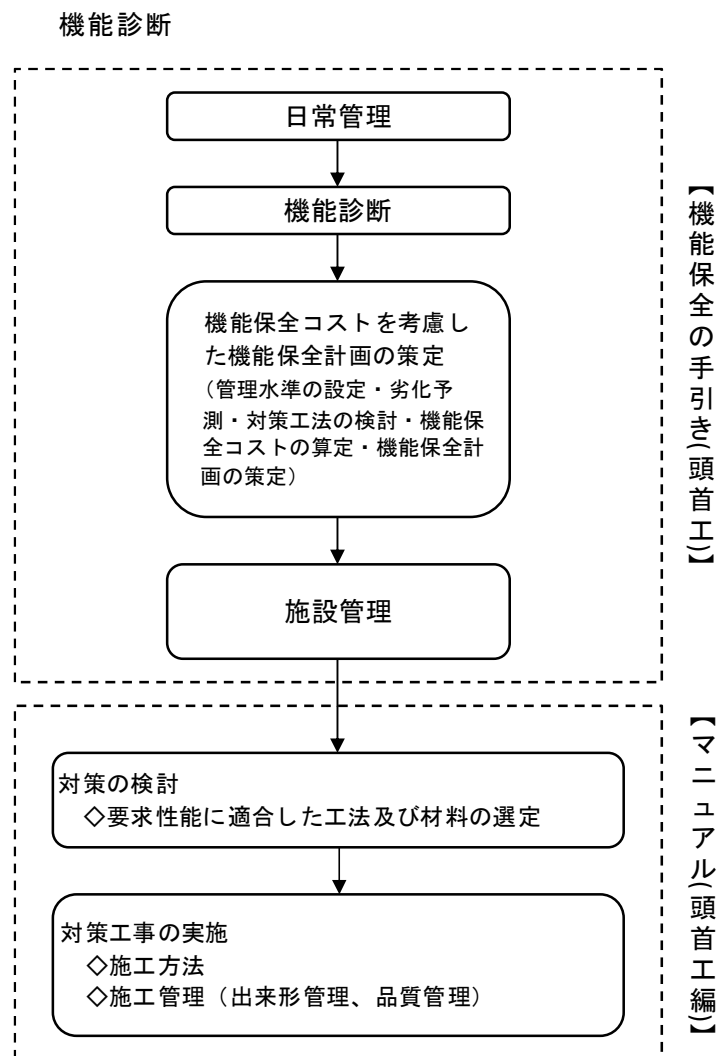 機能診断
日常管理
機能診断
機能保全コストを考慮し
た機能保全計画の策定
（管理水準の設定・劣化予
測・対策工法の検討・機能保
全コストの算定・機能保全計
画の策定）
施設管理
【機能保全の手引き(頭首工)】
対策の検討
◇要求性能に適合した工法及び材料の選定
対策工事の実施
◇施工方法
◇施工管理（出来形管理、品質管理）
【マニュアル(頭首工編)】